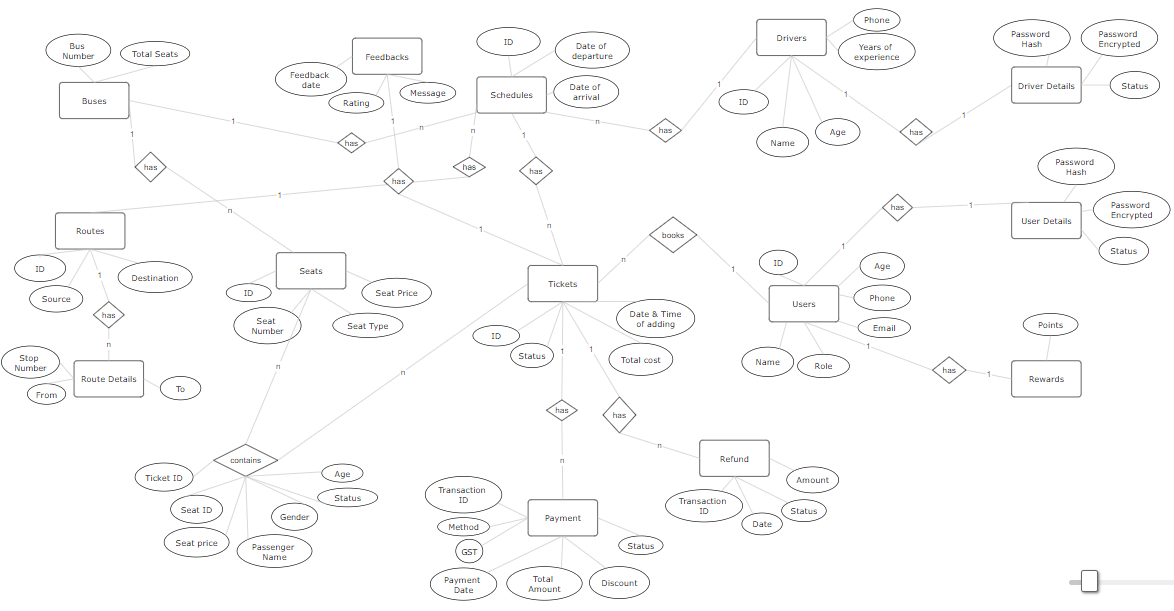 Bus
Number
Total Seats
Buses
Feedbacks
Feedback
date
Rating
Message
ID
Date of
departure
Schedules
Date of
arrival
Drivers
Phone
Years of
experience
ID
Name
Age
Password
Hash
Password
Encrypted
Driver Details
Status
1
1
has
n
1
n
has
1
has
n
has
1
1
has
1
1
has
n
has
1
n
1
n
Routes
ID
Source
Destination
1
has
n
Stop
Number
From
Route Details
To
Seats
ID
Seat
Number
Seat Price
Seat Type
n
n
books
n
1
Tickets
ID
Status
Date & Time
of adding
Total cost
1
1
has
has
n
n
Password
Hash
Password
Encrypted
User Details
Status
has
1
1
Users
ID
Age
Phone
Email
Name
Role
1
has
1
Points
Rewards
contains
Ticket ID
Seat ID
Seat price
Passenger
Name
Gender
Age
Status
Transaction
ID
Method
GST
Payment
Date
Total
Amount
Discount
Status
Payment
Refund
Transaction
ID
Date
Status
Amount